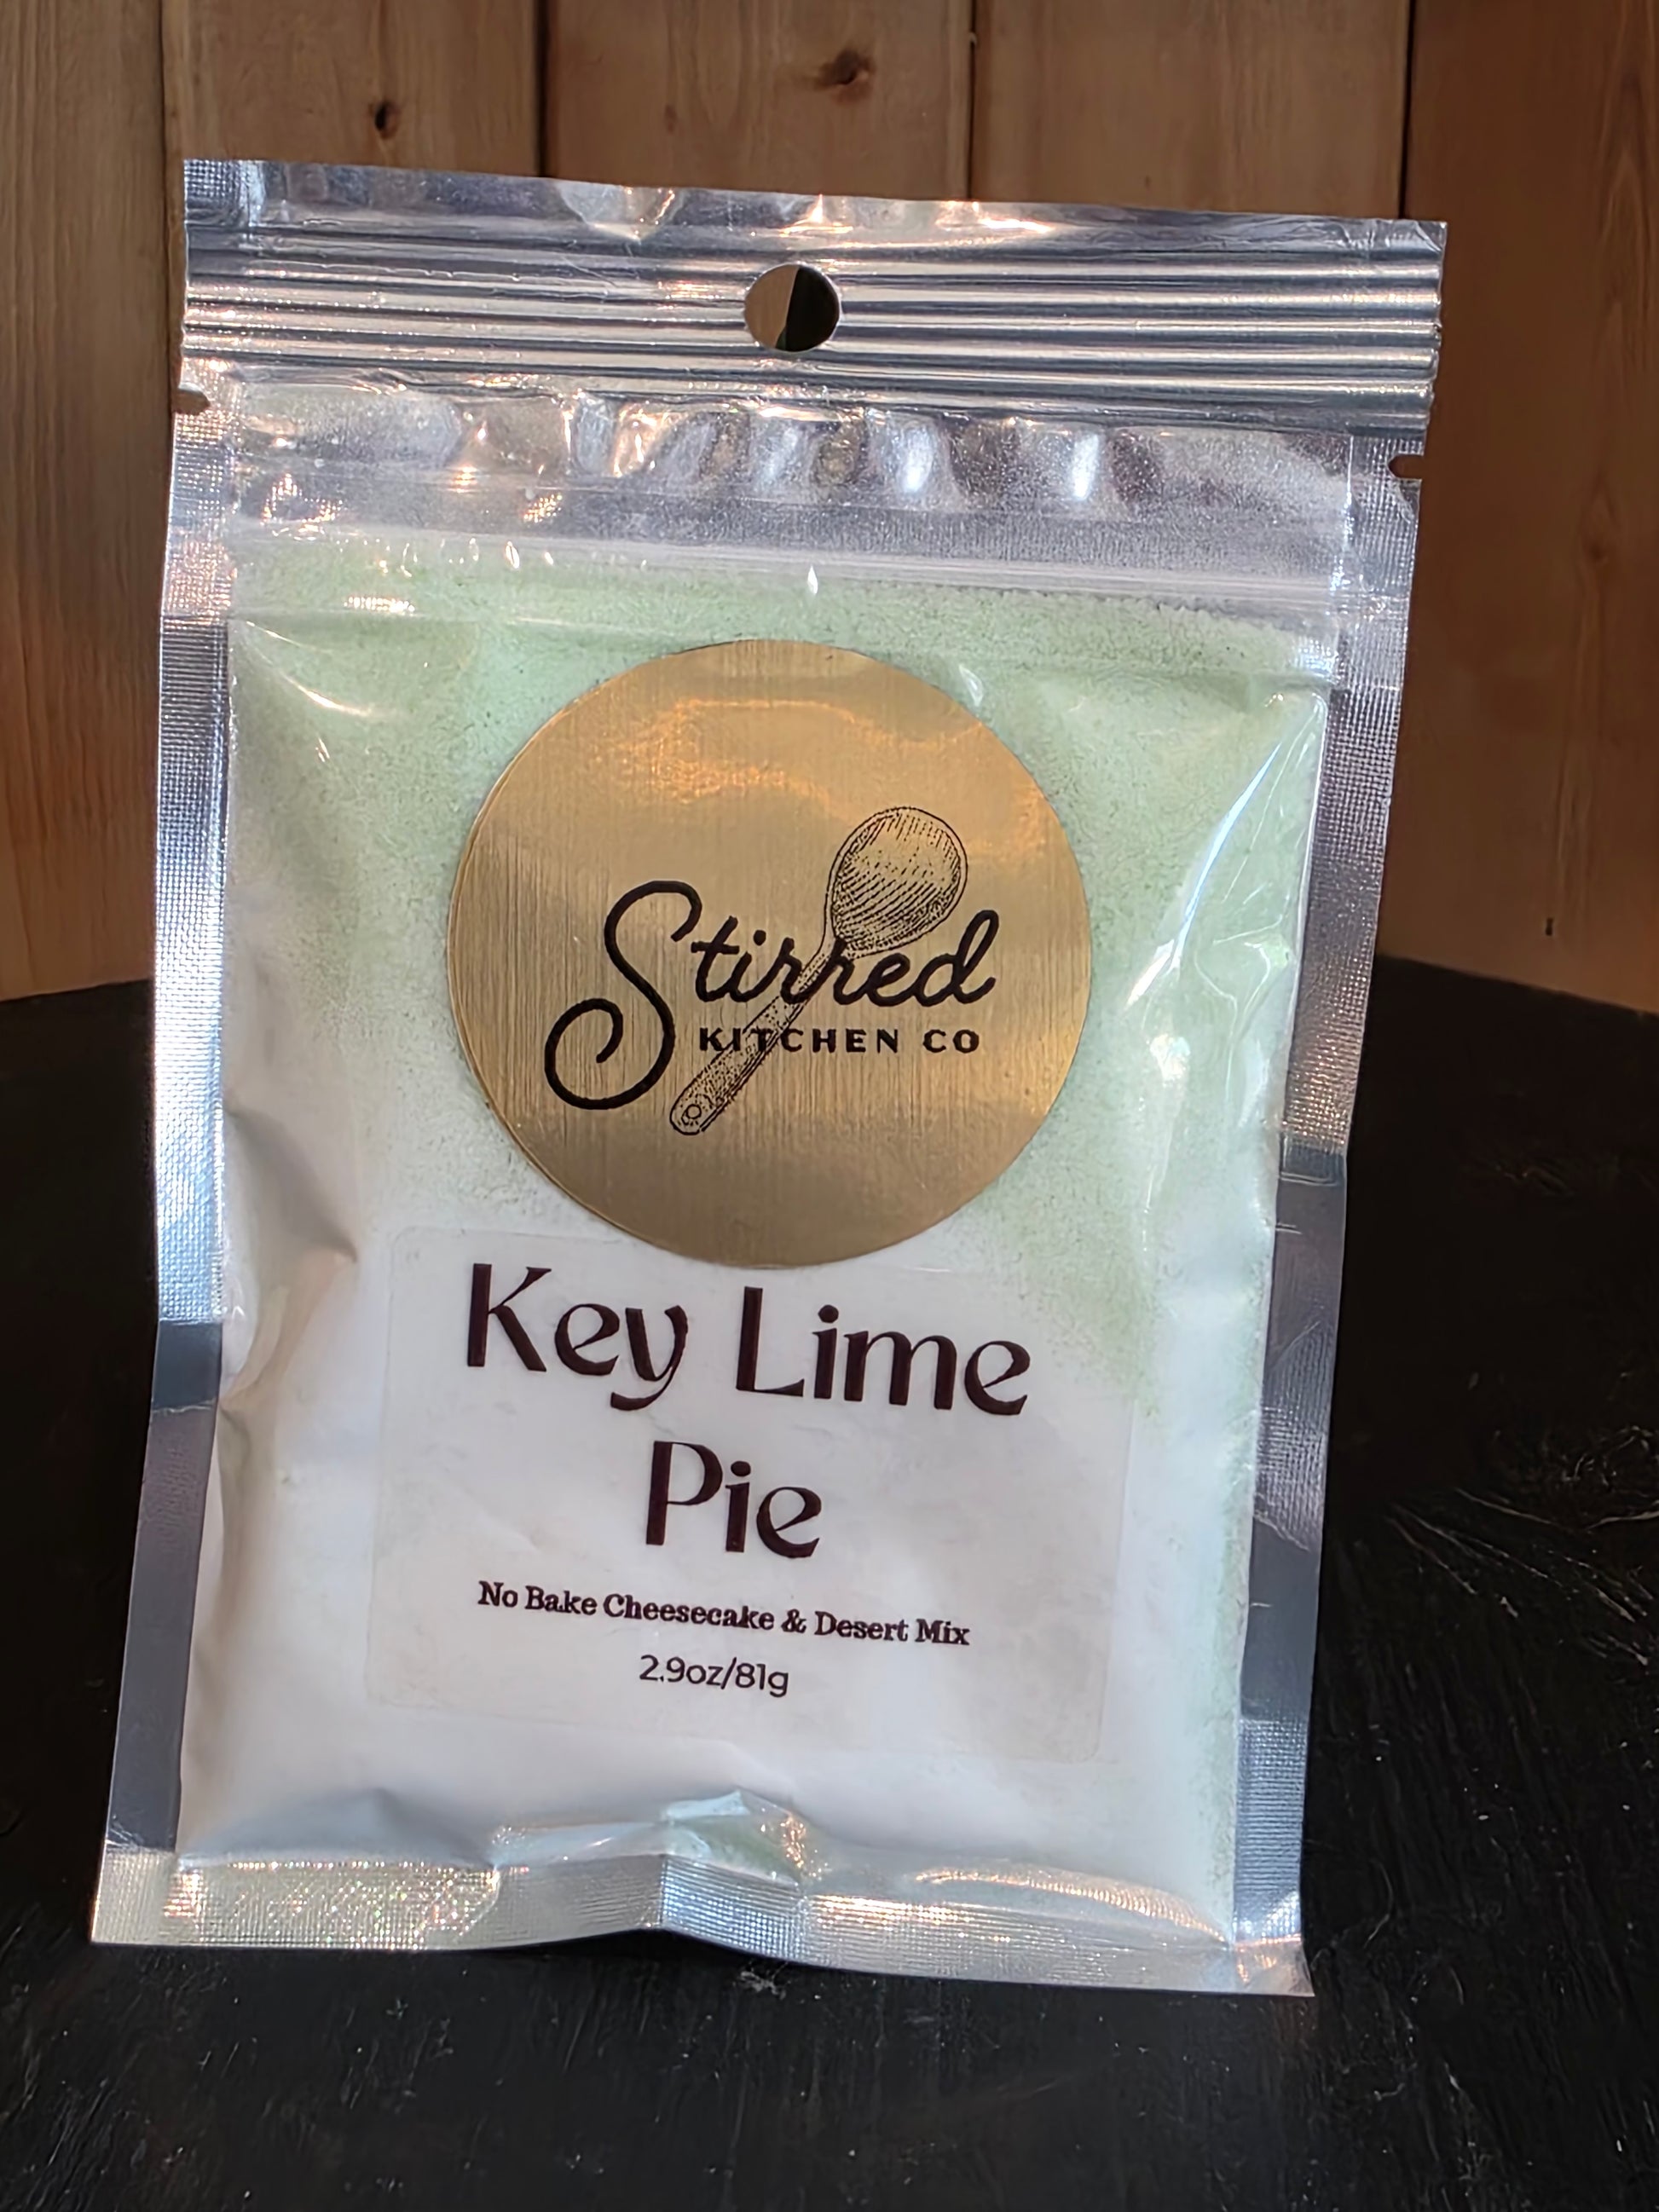 Stirred
KITCHEN CO
Key Lime
Pie
No Bake Cheesecake & Desert Mix
2.9oz/81g